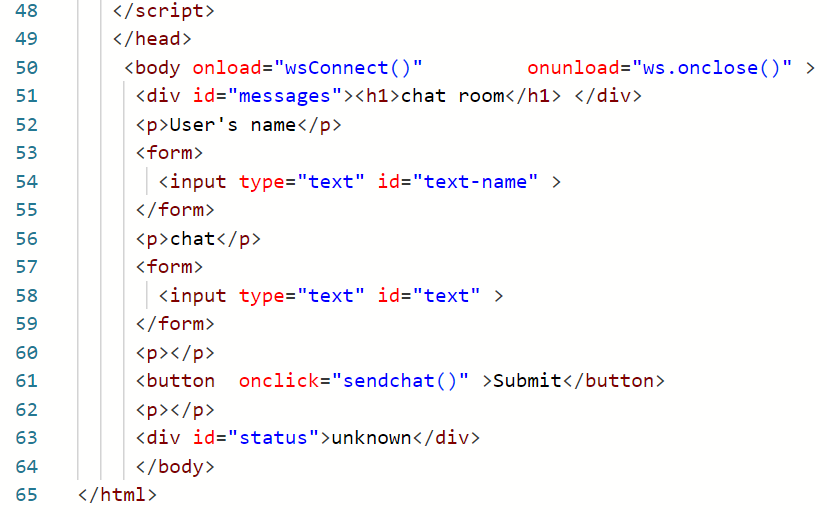 48 </script>
49 </head>
50 <body onload="wsConnect()" onunload="ws.onclose()" >
51 <div id="messages"><h1>chat room</h1> </div>
52 <p>User's name</p>
53 <form>
54 <input type="text" id="text-name" >
55 </form>
56 <p>chat</p>
57 <form>
58 <input type="text" id="text" >
59 </form>
60 <p></p>
61 <button  onclick="sendchat()" >Submit</button>
62 <p></p>
63 <div id="status">unknown</div>
64 </body>
65 </html>